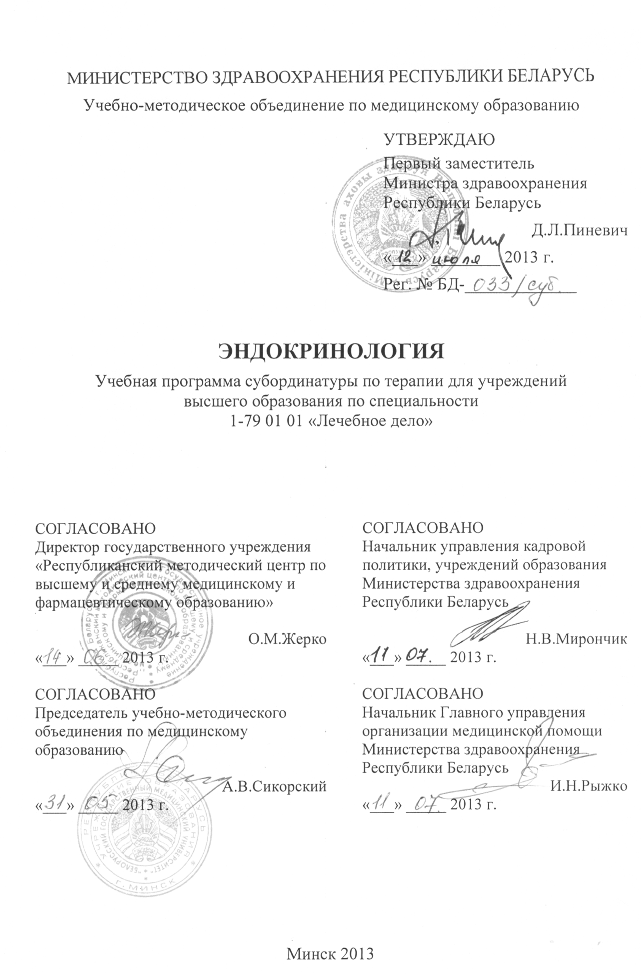 МИНИСТЕРСТВО ЗДРАВООХРАНЕНИЯ РЕСПУБЛИКИ БЕЛАРУСЬ
Учебно-методическое объединение по медицинскому образованию
УТВЕРЖДАЮ
Первый заместитель
Министра здравоохранения
Республики Беларусь
Д.Л.Пиневич
«12» июля 2013 г.
Рег. № БД-033/суб.
ЭНДОКРИНОЛОГИЯ
Учебная программа субординатуры по терапии для учреждений
высшего образования по специальности
1-79 01 01 «Лечебное дело»
СОГЛАСОВАНО
Директор государственного учреждения
«Республиканский методический центр по
высшему и среднему медицинскому и
фармацевтическому образованию»
О.М.Жерко
«14» 06 2013 г.
СОГЛАСОВАНО
Начальник управления кадровой
политики, учреждений образования
Министерства здравоохранения
Республики Беларусь
Н.В.Мирончик
«11» 07. 2013 г.
СОГЛАСОВАНО
Председатель учебно-методического
объединения по медицинскому
образованию
А.В.Сикорский
«31» 05 2013 г.
СОГЛАСОВАНО
Начальник Главного управления
организации медицинской помощи
Министерства здравоохранения
Республики Беларусь
И.Н.Рыжко
«11» 07. 2013 г.
Г. МИНСК
Минск 2013